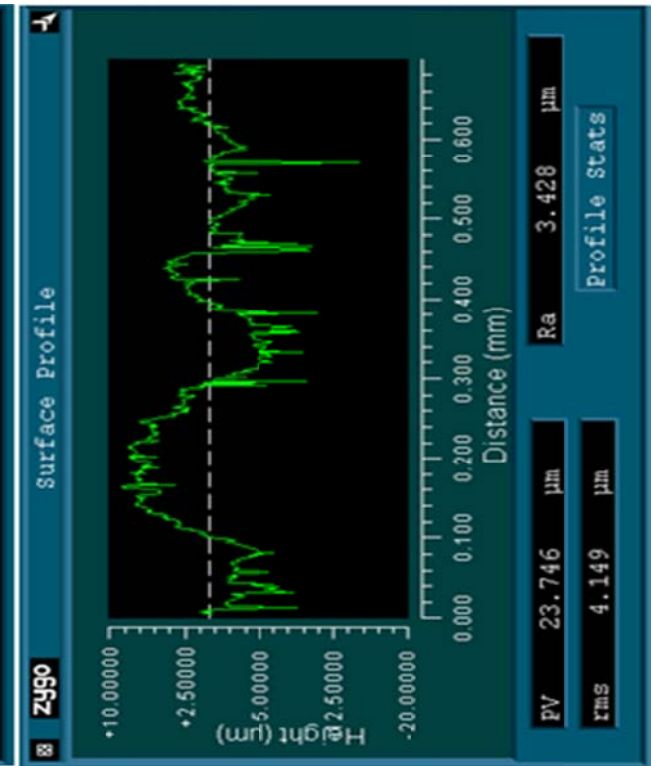 zygo
Surface Profile
+10.00000
+2.50000
-5.00000
-12.50000
-20.00000
Height (µm)
0.000
0.100
0.200
0.300
0.400
0.500
0.600
Distance (mm)
PV 23.746 µm
Ra 3.428 µm
rms 4.149 µm
Profile Stats